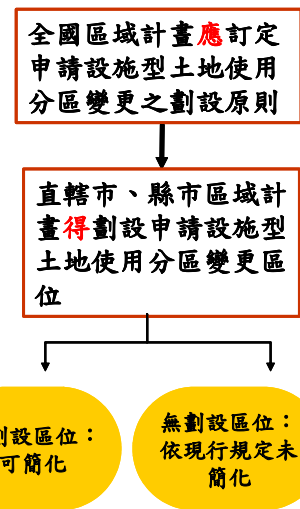 全國區域計畫應訂定
申請設施型土地使用
分區變更之劃設原則
直轄市、縣市區域計
畫得劃設申請設施型
土地使用分區變更區
位
劃設區位：
可簡化
無劃設區位：
依現行規定未
簡化